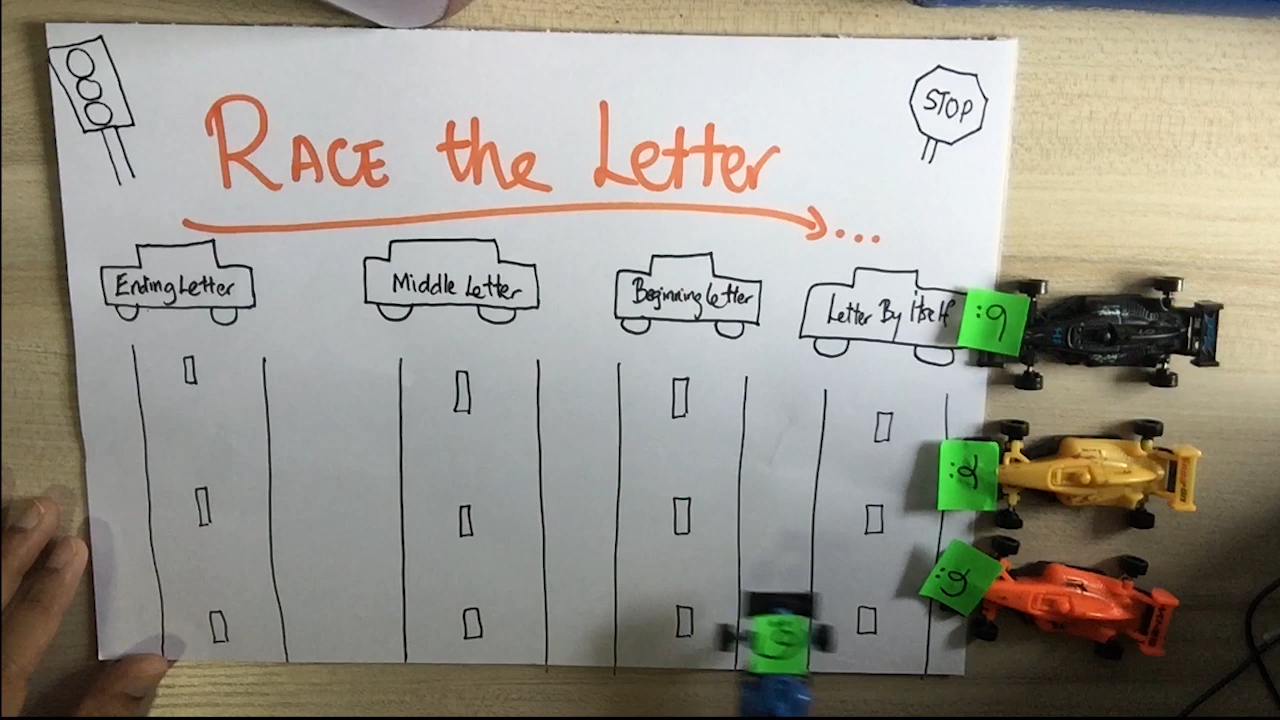 STOP
RACE the Letter
Ending Letter
Middle Letter
Beginning Letter
Letter By Itself